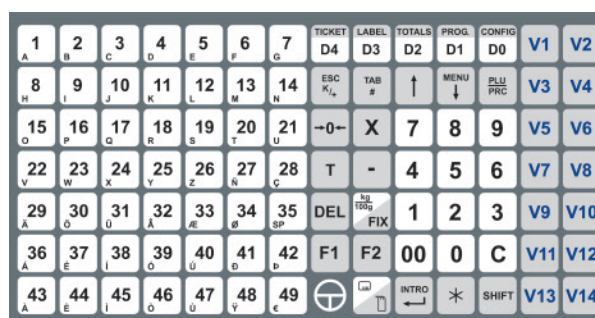 1 2 3 4 5 6 7 TICKET D4 LABEL D3 TOTALS D2 PROG. D1 CONFIG D0 V1 V2
A B C D E F G
8 9 10 11 12 13 14 ESC K/+ TAB # ↑ MENU ↓ PLU PRC V3 V4
H I J K L M N
15 16 17 18 19 20 21 →0← X 7 8 9 V5 V6
O P Q R S T U
22 23 24 25 26 27 28 T - 4 5 6 V7 V8
V W X Y Z Ñ Ç
29 30 31 32 33 34 35 DEL kg 100g FIX 1 2 3 V9 V10
Ä Ö Ü Å Æ Ø SP
36 37 38 39 40 41 42 F1 F2 00 0 C V11 V12
Á É Í Ó Ú Ð Þ
43 44 45 46 47 48 49 INTRO * SHIFT V13 V14
À È Ì Ò Ù Ÿ €